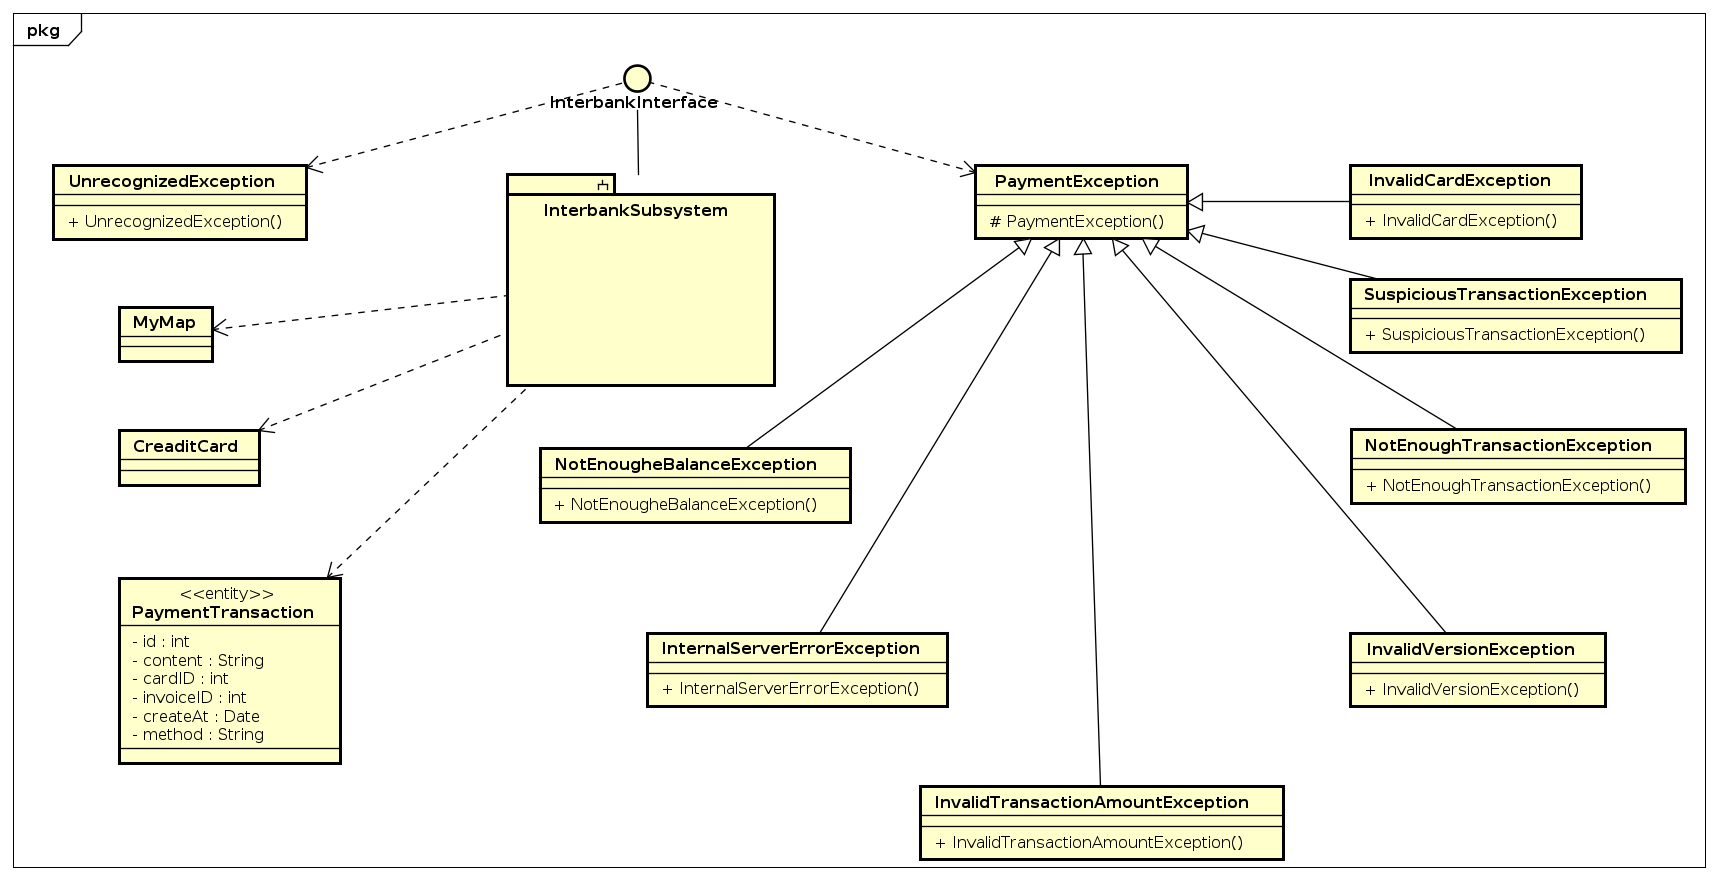 pkg
InterbankInterface
UnrecognizedException
+ UnrecognizedException()
InterbankSubsystem
PaymentException
# PaymentException()
InvalidCardException
+ InvalidCardException()
SuspiciousTransactionException
+ SuspiciousTransactionException()
MyMap
CreaditCard
NotEnougheBalanceException
+ NotEnougheBalanceException()
NotEnoughTransactionException
+ NotEnoughTransactionException()
<<entity>>
PaymentTransaction
- id : int
- content : String
- cardID : int
- invoiceID : int
- createAt : Date
- method : String
InternalServerErrorException
+ InternalServerErrorException()
InvalidVersionException
+ InvalidVersionException()
InvalidTransactionAmountException
+ InvalidTransactionAmountException()